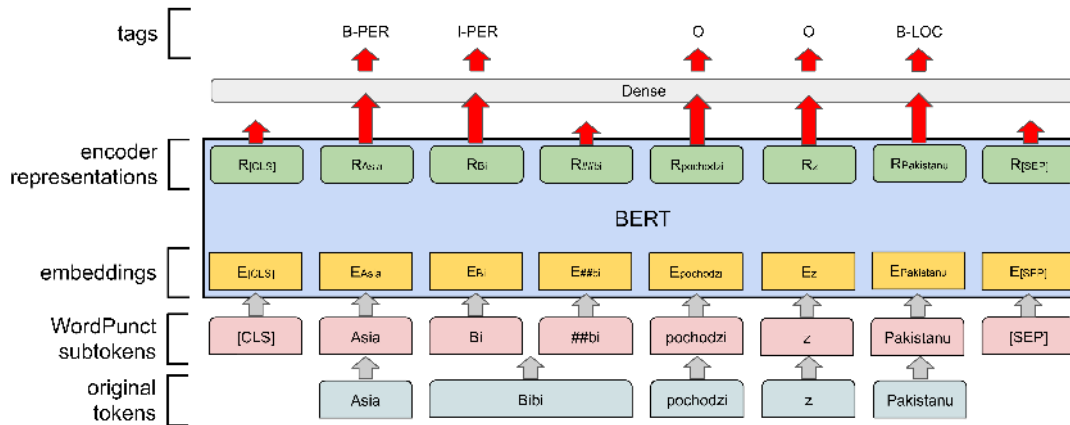 tags B-PER I-PER O O B-LOC
Dense
encoder representations R[CLS] RAsia RBi R##bi Rpochodzi Rz RPakistanu R[SEP]
BERT
embeddings E[CLS] EAsia EBi E##bi Epochodzi Ez EPakistanu E[SEP]
WordPunct subtokens [CLS] Asia Bi ##bi pochodzi z Pakistanu [SEP]
original tokens Asia Bibi pochodzi z Pakistanu